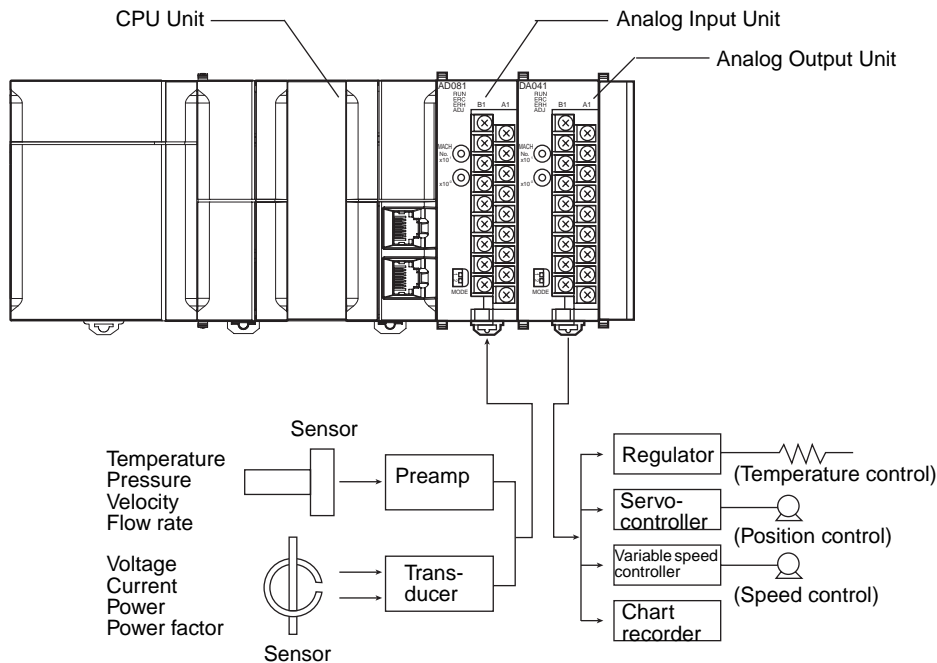 CPU Unit
Analog Input Unit
Analog Output Unit
AD081
RUN
ERC
ERH
ADJ
B1 A1
MACH
No.
x10
x10
MODE
DA041
RUN
ERC
ERH
ADJ
B1 A1
MACH
No.
x10
x10
MODE
Sensor
Temperature
Pressure
Velocity
Flow rate
Preamp
Voltage
Current
Power
Power factor
Trans-
ducer
Sensor
Regulator
(Temperature control)
Servo-
controller
(Position control)
Variable speed
controller
(Speed control)
Chart
recorder